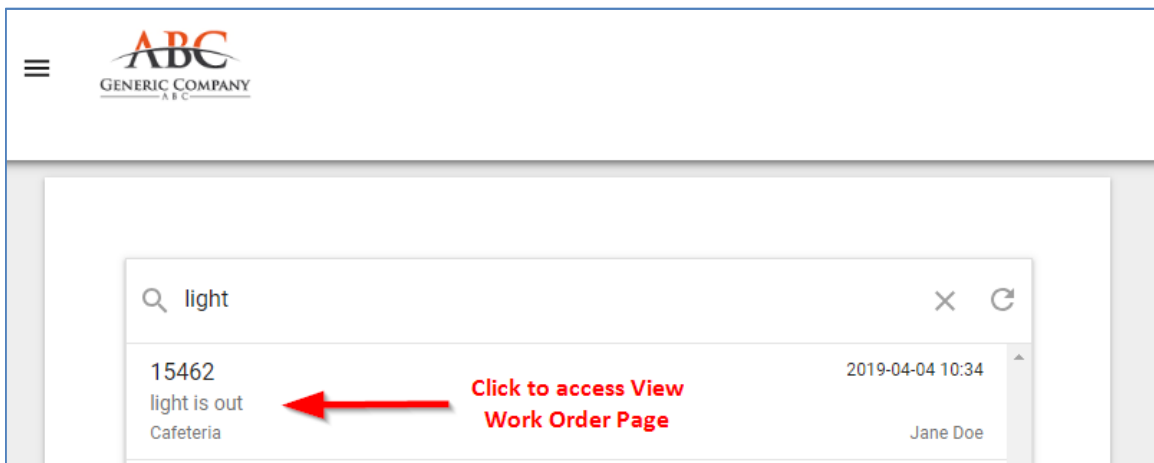 ABC
GENERIC COMPANY
ABC
light
15462
2019-04-04 10:34
light is out
Click to access View
Work Order Page
Cafeteria
Jane Doe